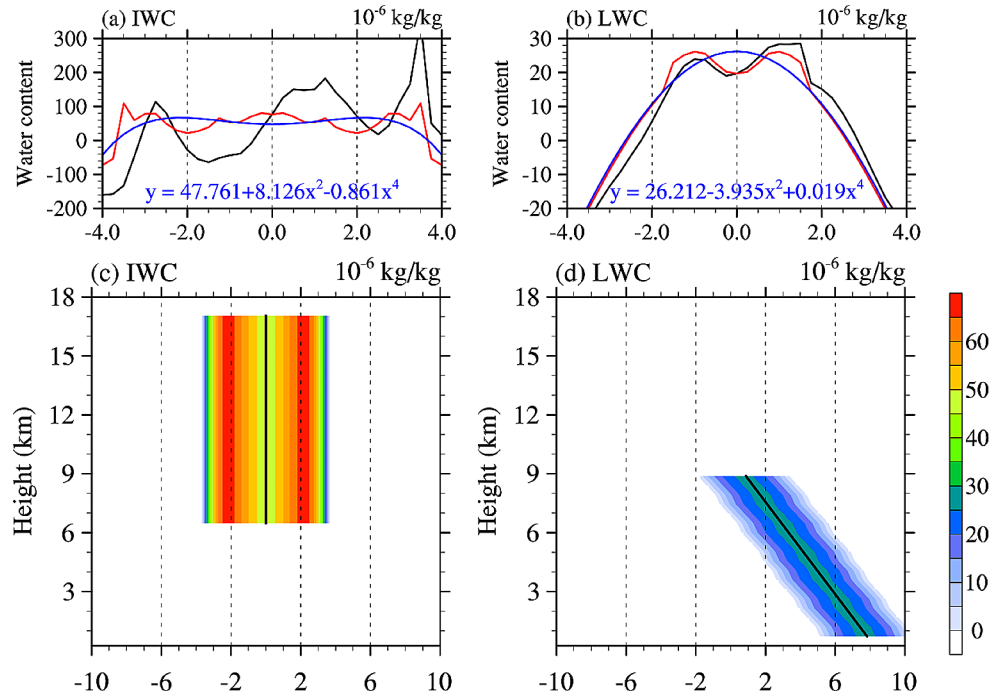 (a) IWC 10⁻⁶ kg/kg
(b) LWC 10⁻⁶ kg/kg
Water content
300
200
100
0
-100
-200
y = 47.761+8.126x²-0.861x⁴
-4.0 -2.0 0.0 2.0 4.0
Water content
30
20
10
0
10
20
y = 26.212-3.935x²+0.019x⁴
-4.0 -2.0 0.0 2.0 4.0
(c) IWC 10⁻⁶ kg/kg
(d) LWC 10⁻⁶ kg/kg
Height (km)
18
15
12
9
6
3
-10 -6 -2 2 6 10
Height (km)
18
15
12
9
6
3
-10 -6 -2 2 6 10
60
50
40
30
20
10
0